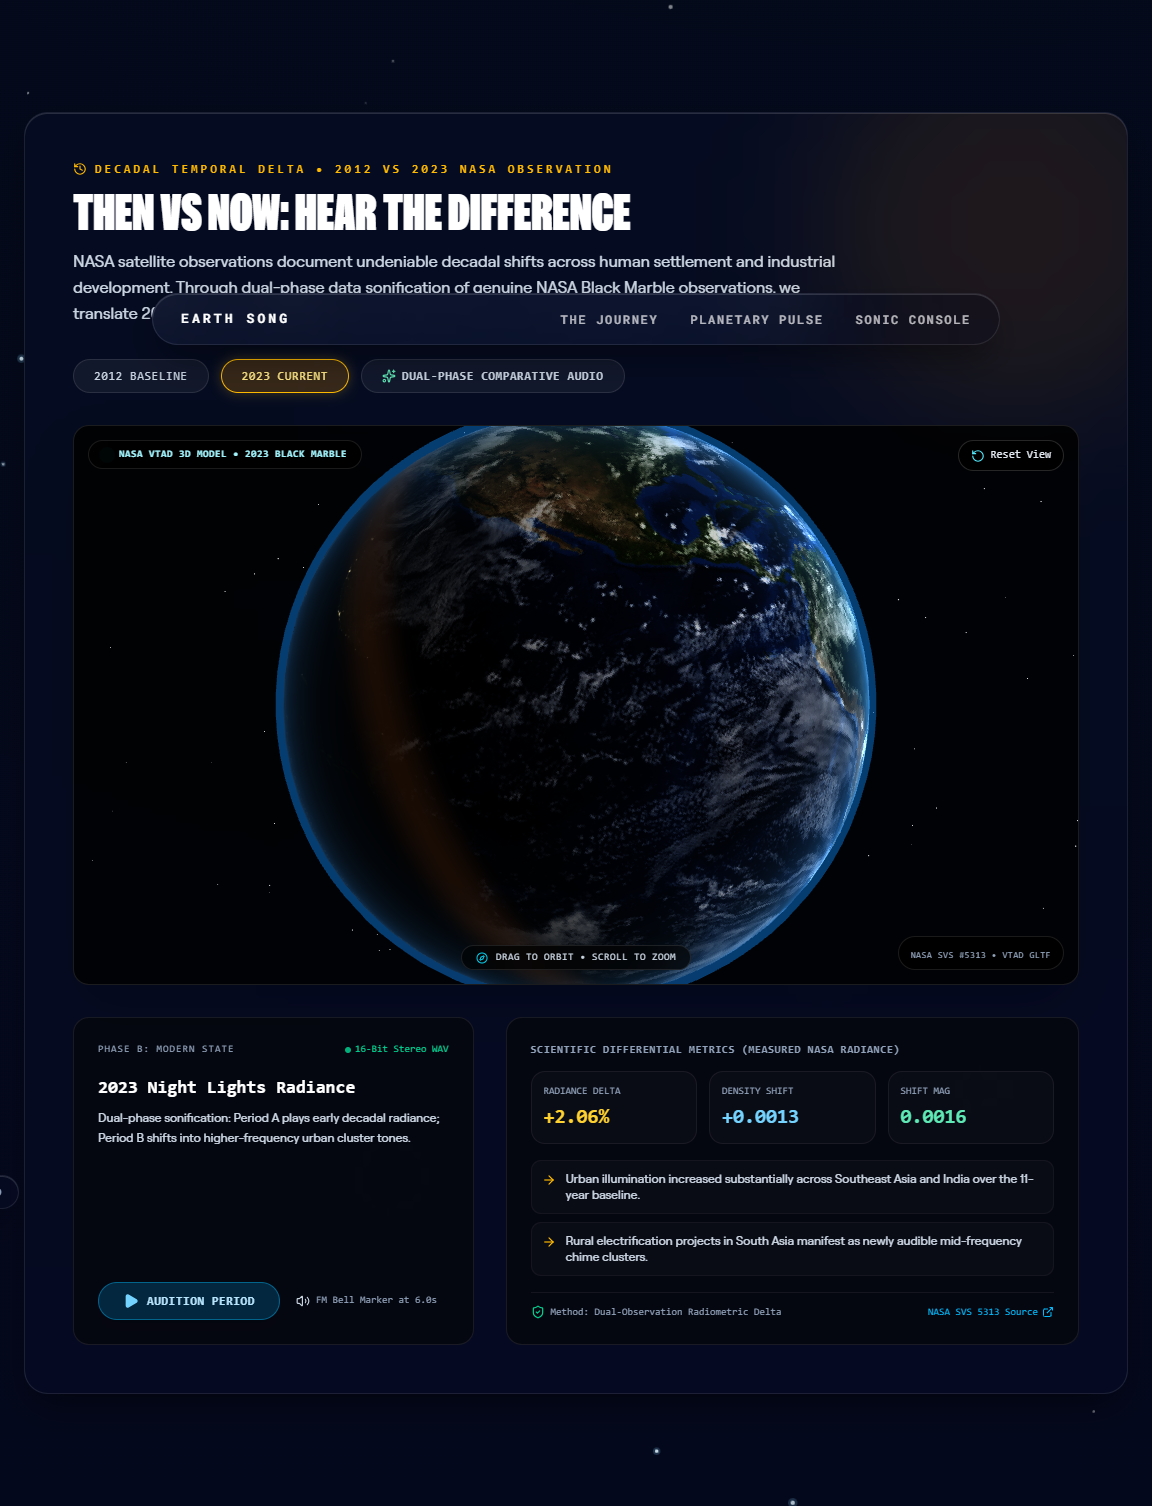 DECADAL TEMPORAL DELTA • 2012 VS 2023 NASA OBSERVATION
THEN VS NOW: HEAR THE DIFFERENCE
NASA satellite observations document undeniable decadal shifts across human settlement and industrial
development. Through dual-phase data sonification of genuine NASA Black Marble observations, we
translate
EARTH SONG
THE JOURNEY
PLANETARY PULSE
SONIC CONSOLE
2012 BASELINE
2023 CURRENT
DUAL-PHASE COMPARATIVE AUDIO
NASA VTAD 3D MODEL • 2023 BLACK MARBLE
Reset View
DRAG TO ORBIT • SCROLL TO ZOOM
NASA SVS #5313 • VTAD GLTF
PHASE B: MODERN STATE
16-Bit Stereo WAV
2023 Night Lights Radiance
Dual-phase sonification: Period A plays early decadal radiance;
Period B shifts into higher-frequency urban cluster tones.
AUDITION PERIOD
FM Bell Marker at 6.0s
SCIENTIFIC DIFFERENTIAL METRICS (MEASURED NASA RADIANCE)
RADIANCE DELTA
+2.06%
DENSITY SHIFT
+0.0013
SHIFT MAG
0.0016
Urban illumination increased substantially across Southeast Asia and India over the 11-
year baseline.
Rural electrification projects in South Asia manifest as newly audible mid-frequency
chime clusters.
Method: Dual-Observation Radiometric Delta
NASA SVS 5313 Source